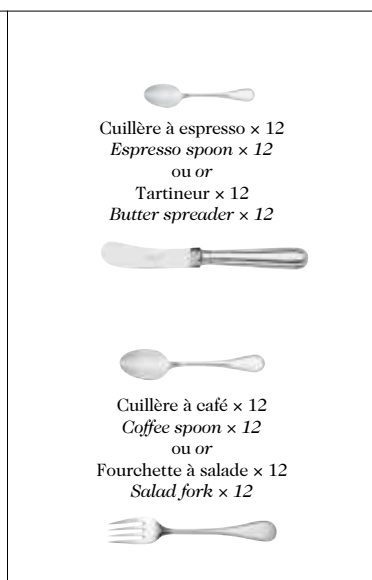 Cuillère à espresso × 12
Espresso spoon × 12
ou or
Tartineur × 12
Butter spreader × 12
Cuillère à café × 12
Coffee spoon × 12
ou or
Fourchette à salade × 12
Salad fork × 12